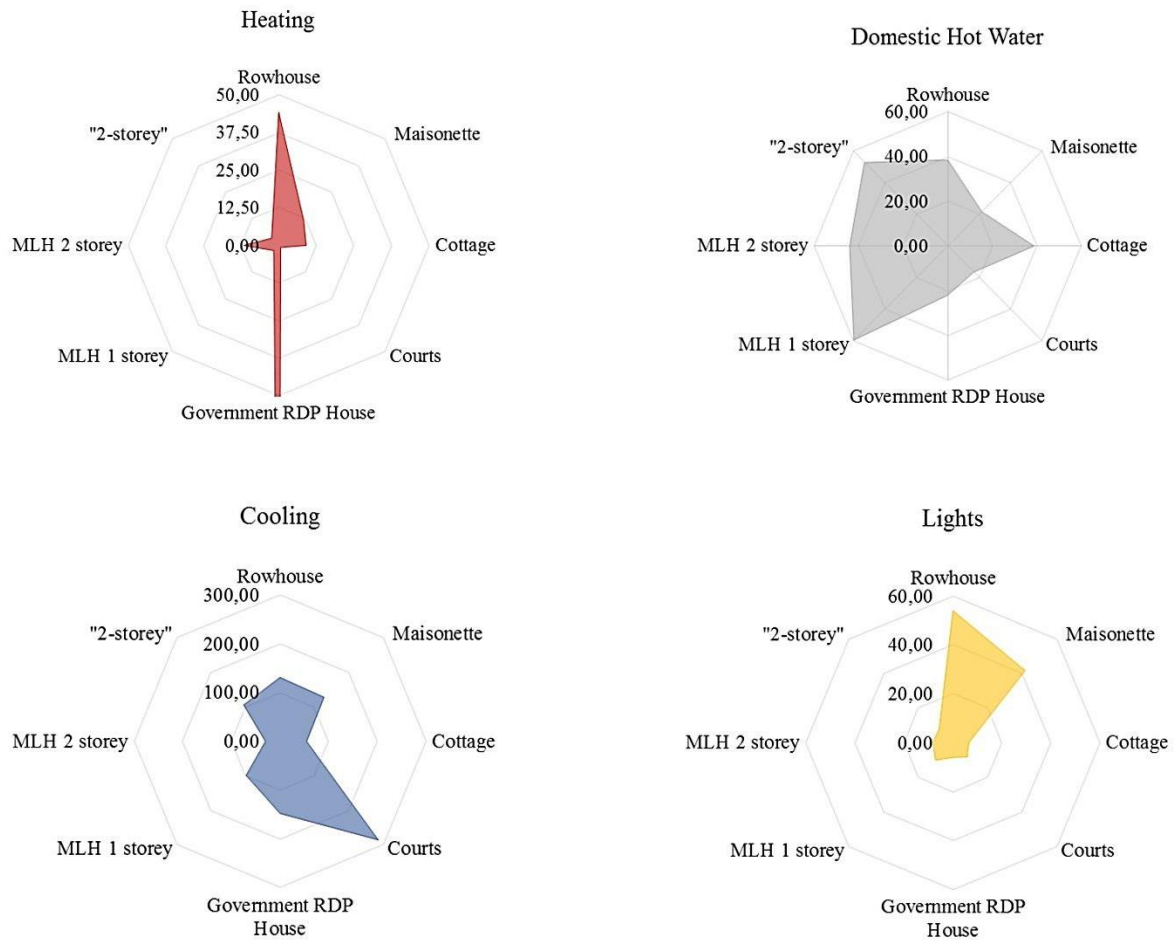 Heating
Rowhouse
50,00
37,50
25,00
12,50
0,00
"2-storey"
Maisonette
MLH 2 storey
Cottage
MLH 1 storey
Courts
Government RDP House
Domestic Hot Water
Rowhouse
60,00
40,00
20,00
0,00
"2-storey"
Maisonette
MLH 2 storey
Cottage
MLH 1 storey
Courts
Government RDP House
Cooling
Rowhouse
300,00
200,00
100,00
0,00
"2-storey"
Maisonette
MLH 2 storey
Cottage
MLH 1 storey
Courts
Government RDP
House
Lights
Rowhouse
60,00
40,00
20,00
0,00
"2-storey"
Maisonette
MLH 2 storey
Cottage
MLH 1 storey
Courts
Government RDP
House